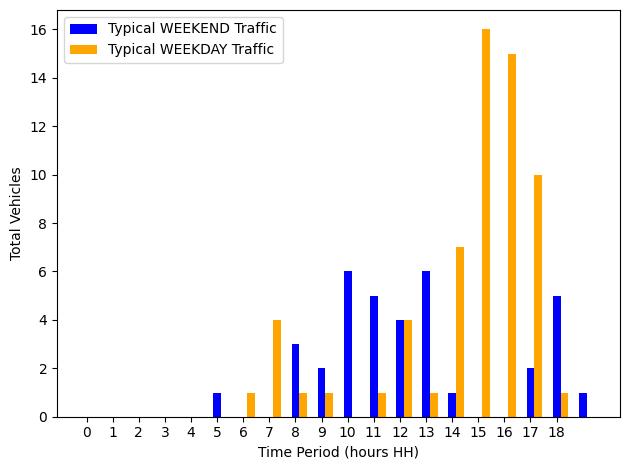 Typical WEEKEND Traffic
Typical WEEKDAY Traffic
16
14
12
10
8
6
4
2
0
Total Vehicles
0 1 2 3 4 5 6 7 8 9 10 11 12 13 14 15 16 17 18
Time Period (hours HH)